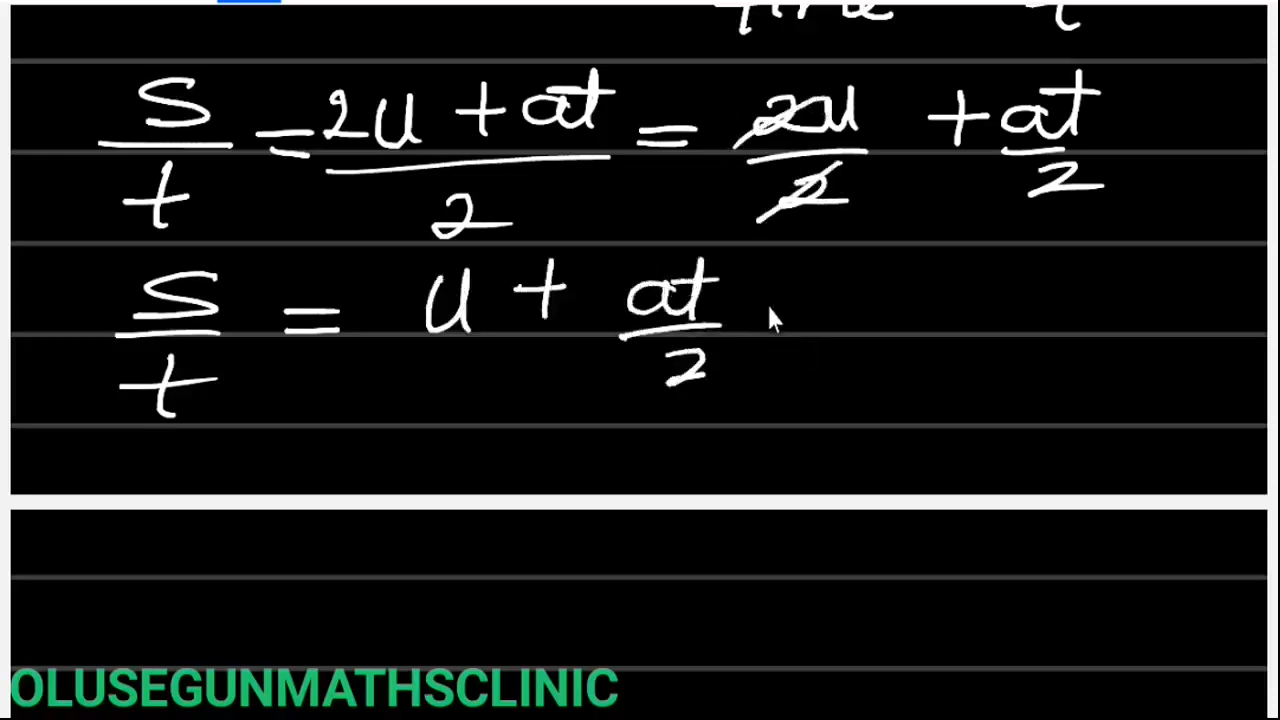 S/t = 2u + at/2 = 2u/2 + at/2
S/t = u + at/2
OLUSEGUNMATHSCLINIC